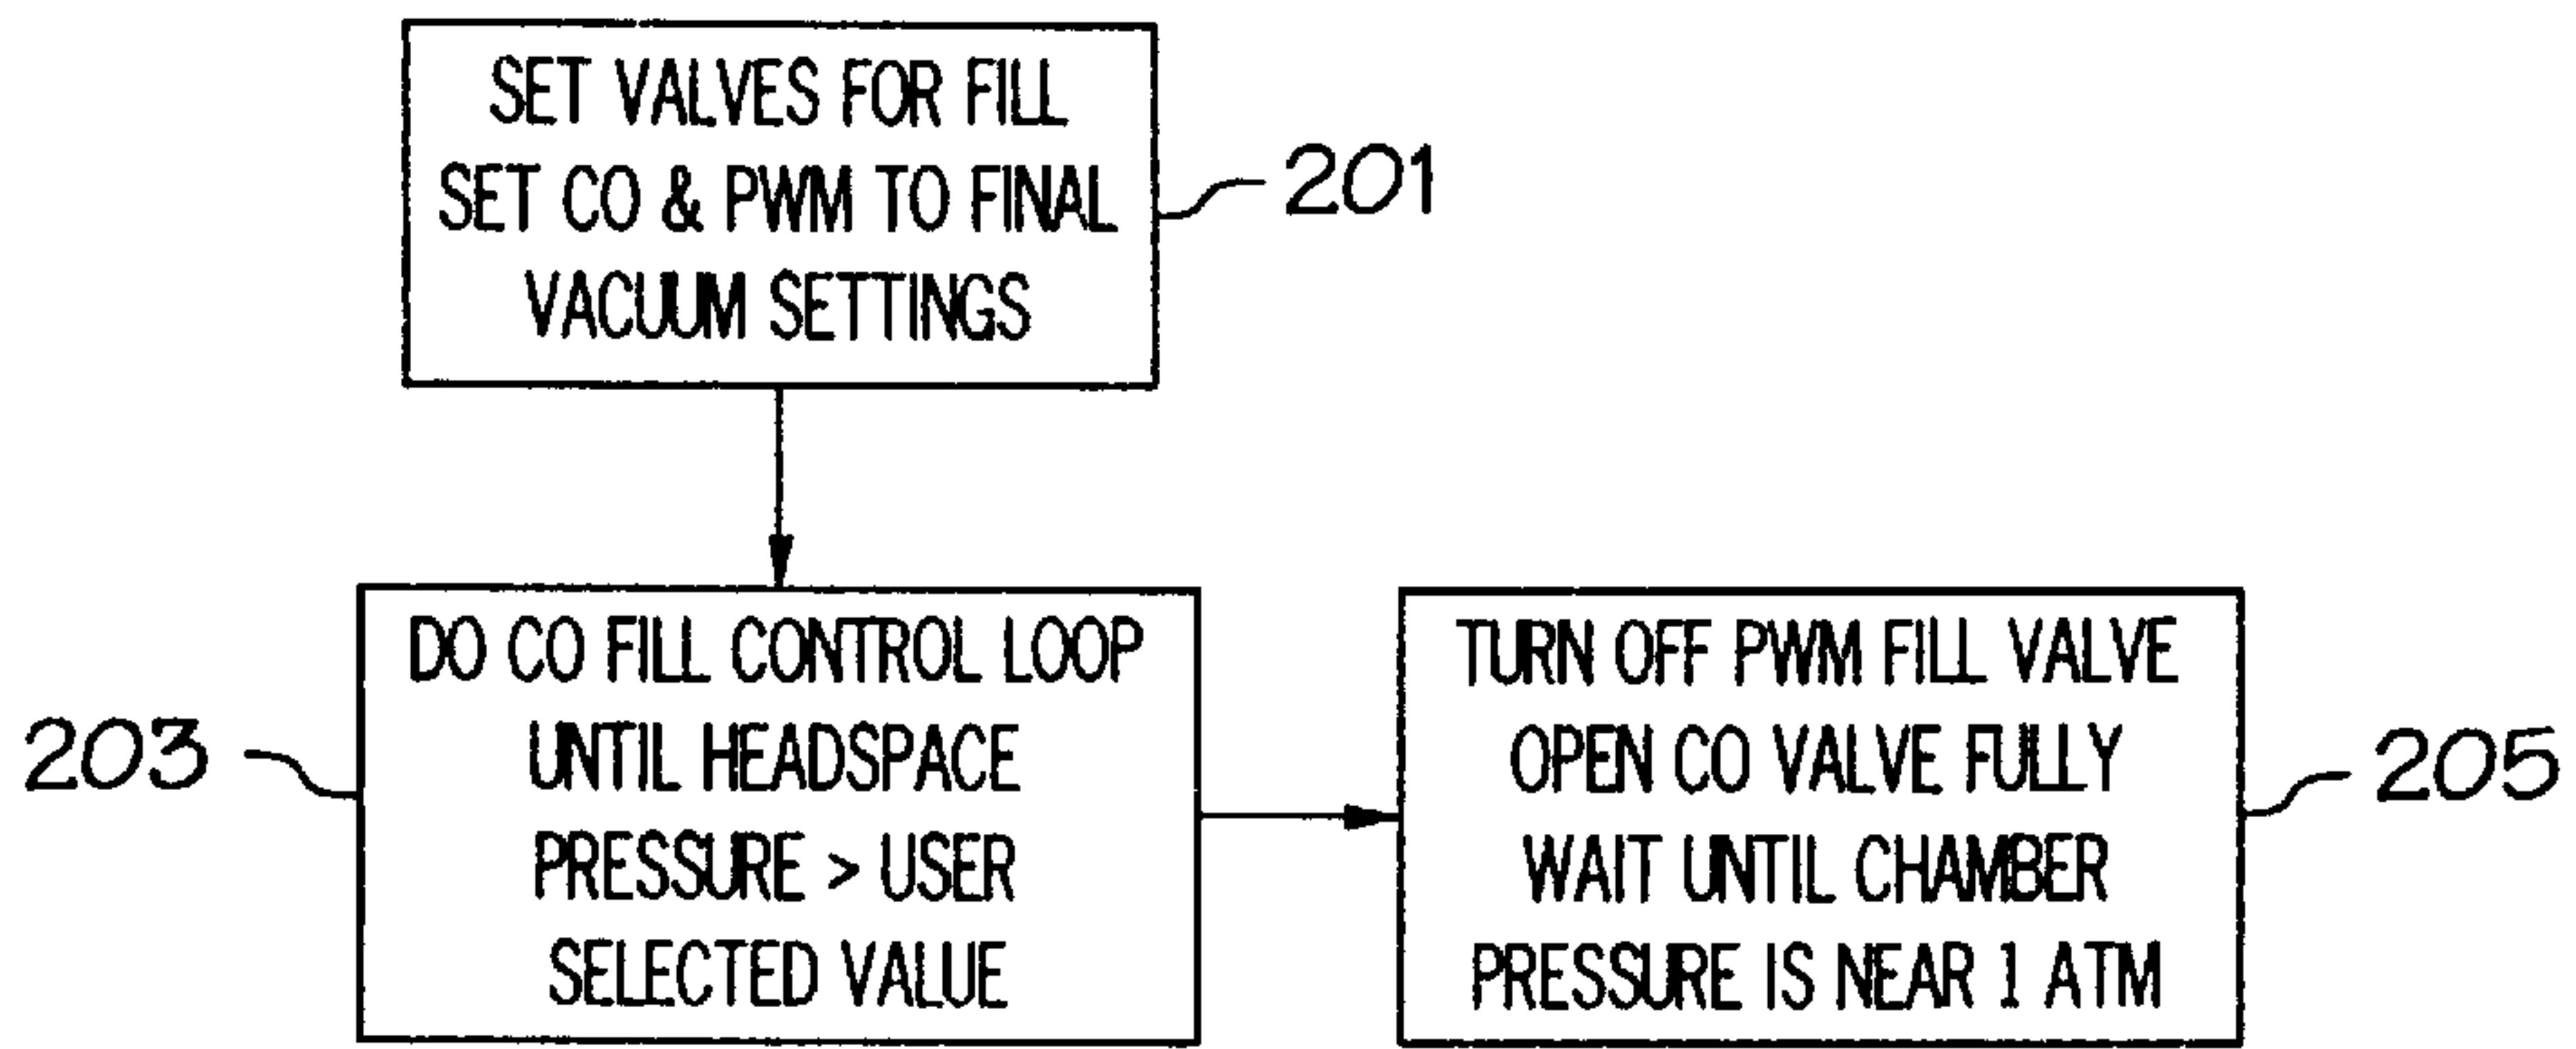 SET VALVES FOR FILL
SET CO & PWM TO FINAL
VACUUM SETTINGS
201
DO CO FILL CONTROL LOOP
UNTIL HEADSPACE
PRESSURE > USER
SELECTED VALUE
203
TURN OFF PWM FILL VALVE
OPEN CO VALVE FULLY
WAIT UNTIL CHAMBER
PRESSURE IS NEAR 1 ATM
205